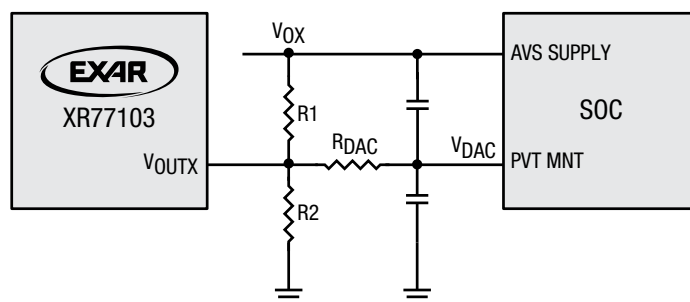 VOX
EXAR
XR77103
VOUTX
R1
RDAC
R2
VDAC
AVS SUPPLY
SOC
PVT MNT